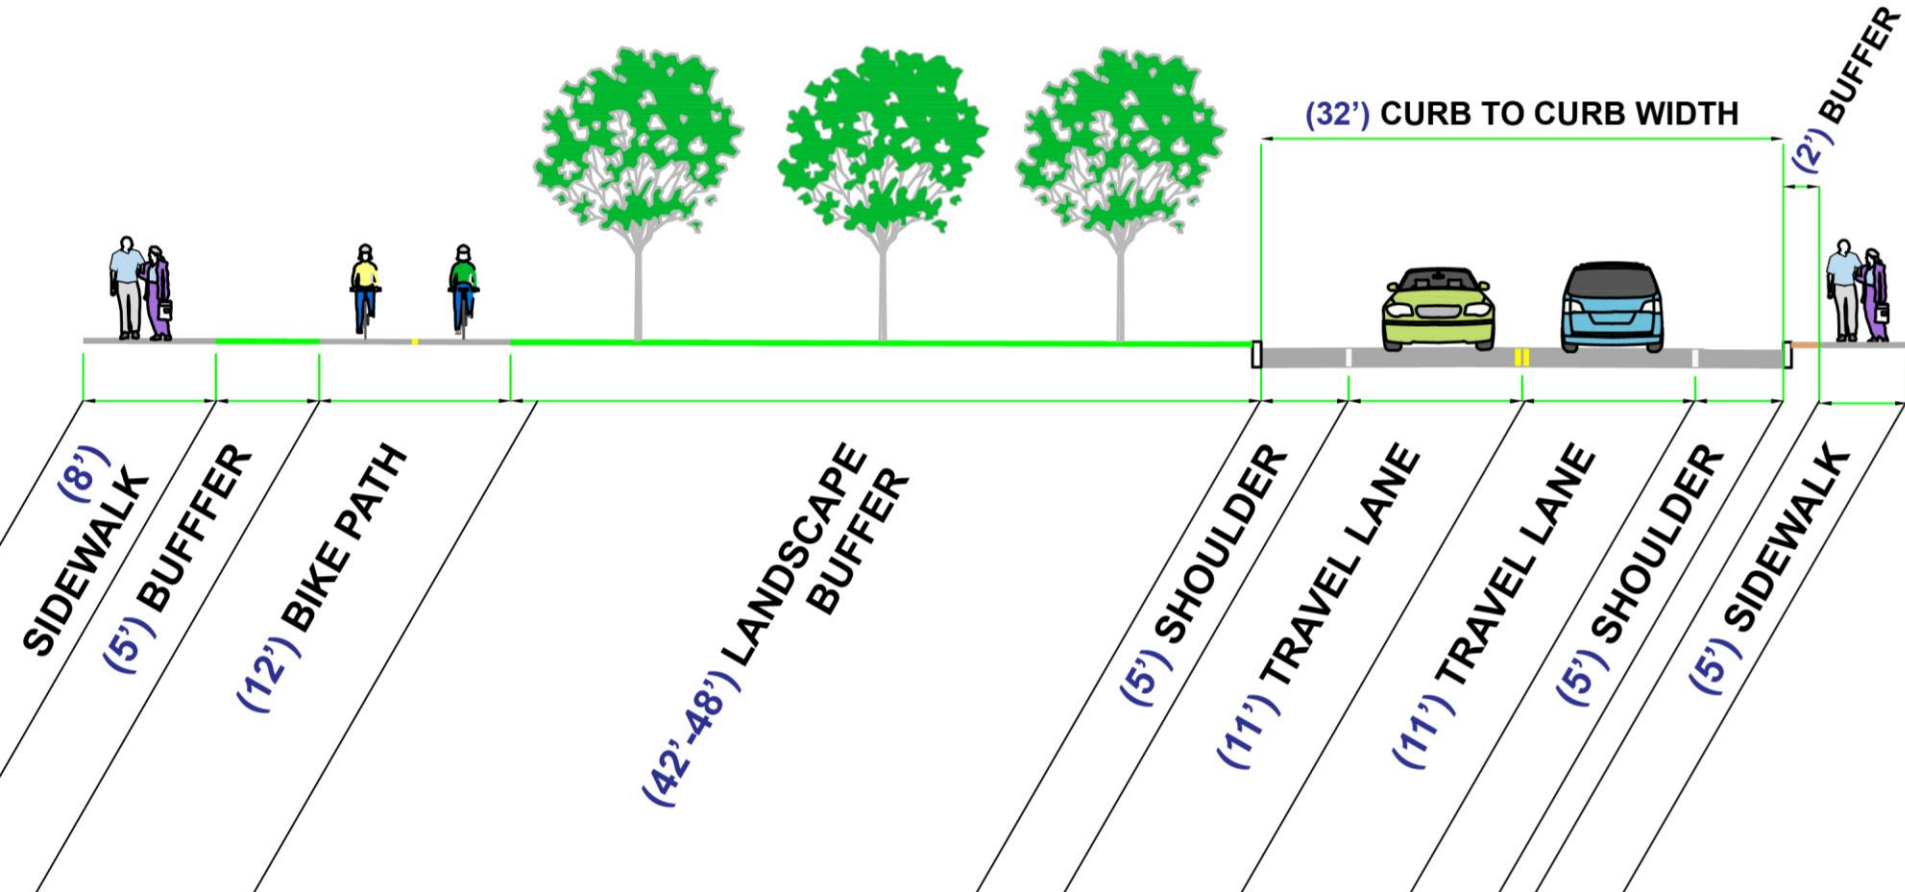 (32’) CURB TO CURB WIDTH
(2’) BUFFER
(8’)
SIDEWALK
(5’) BUFFFER
(12’) BIKE PATH
(42’-48’) LANDSCAPE
BUFFER
(5’) SHOULDER
(11’) TRAVEL LANE
(11’) TRAVEL LANE
(5’) SHOULDER
(5’) SIDEWALK